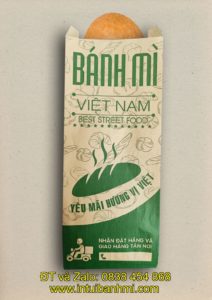 BÁNH MÌ
VIỆT NAM
BEST STREET FOOD
YÊU MÃI HƯƠNG VỊ VIỆT
NHẬN ĐẶT HÀNG VÀ
GIAO HÀNG TẬN NƠI
ĐT và Zalo: 0838 464 868
www.intuibanhmi.com